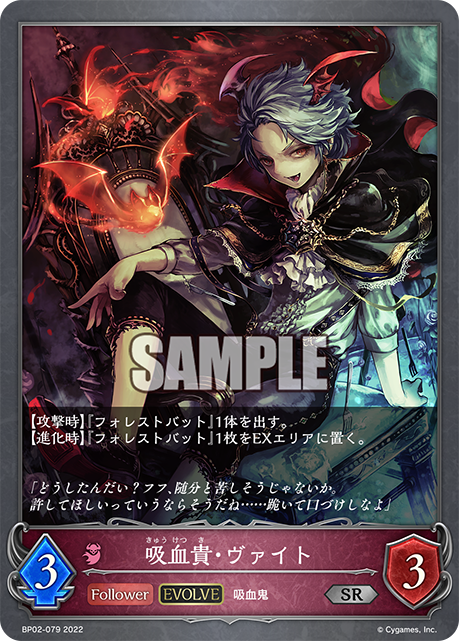 SAMPLE
【攻撃時】『フォレストバット』1体を出す。
【進化時】『フォレストバット』1枚をEXエリアに置く。
「どうしたんだい？フフ、随分と苦しそうじゃないか。
許してほしいっていうならそうだね……跪いて口づけしなよ」
きゅう けつ き
吸血貴・ヴァイト
3
Follower EVOLVE 吸血鬼 SR
3
BP02-079 2022 © Cygames, Inc.